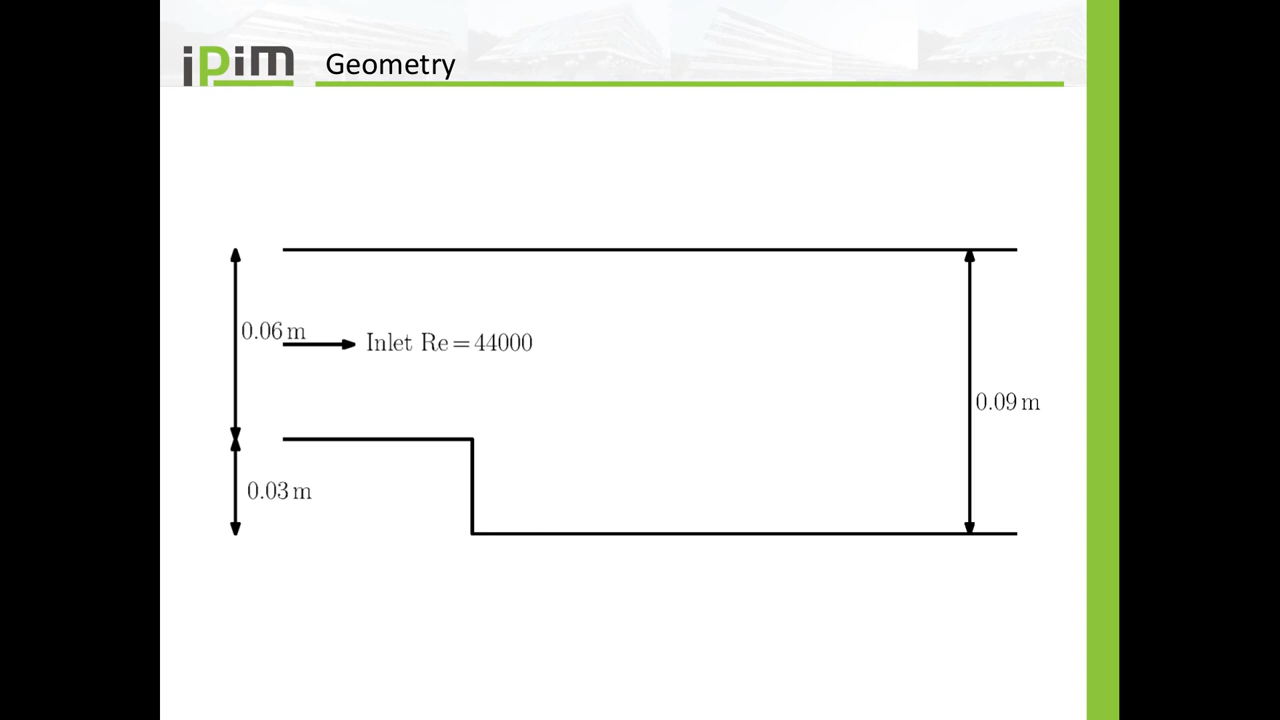 iPim
Geometry
0.06 m
Inlet Re = 44000
0.09 m
0.03 m